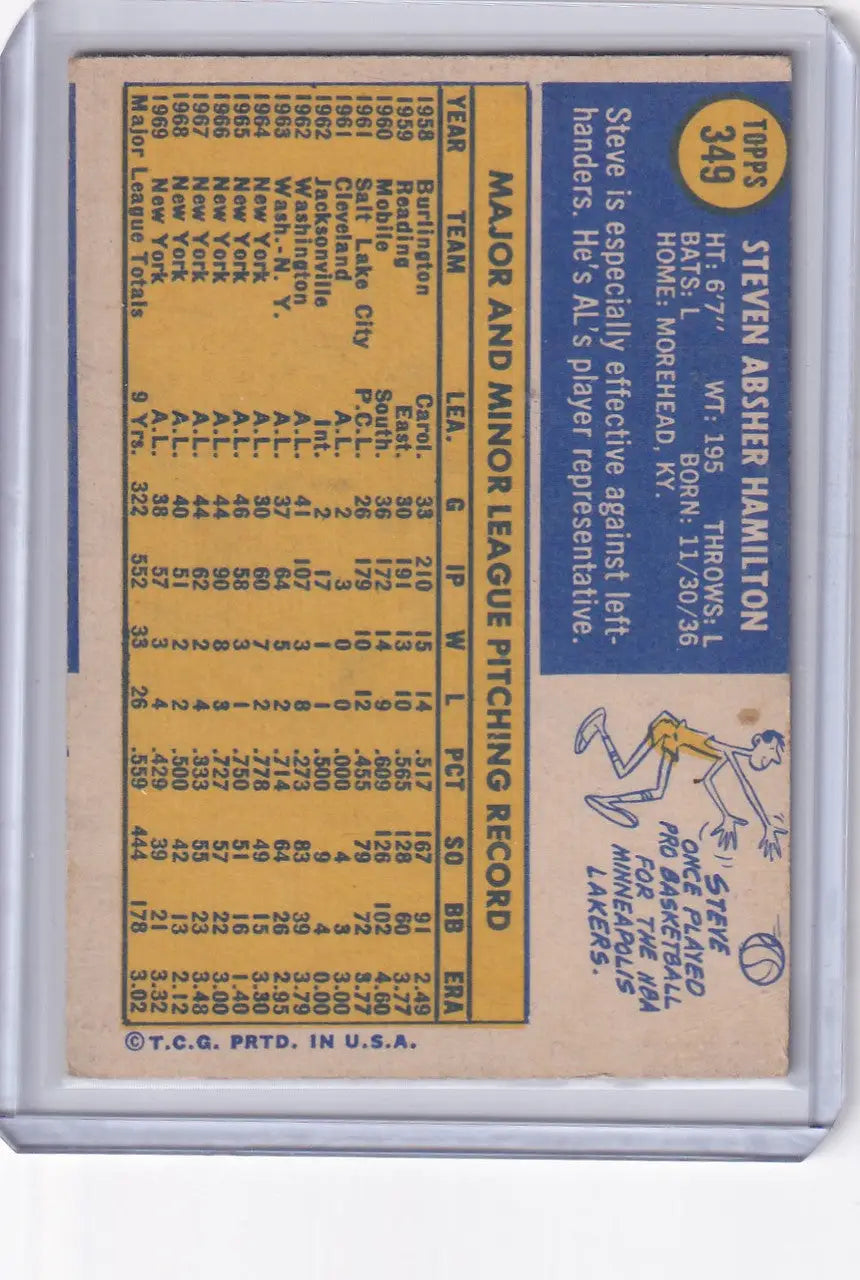 TOPPS
349
STEVEN ABSHER HAMILTON
HT: 6'7" WT: 195 THROWS: L
BATS: L BORN: 11/30/36
HOME: MOREHEAD, KY.
Steve is especially effective against left-
handers. He's AL's player representative.
STEVE
ONCE PLAYED
PRO BASKETBALL
FOR THE NBA
MINNEAPOLIS
LAKERS.
MAJOR AND MINOR LEAGUE PITCHING RECORD
YEAR TEAM LEA. G IP W L PCT SO BB ERA
1958 Burlington Carol. 33 210 15 14 .517 167 91 2.49
1959 Reading East. 30 191 13 10 .565 128 60 3.77
1960 Mobile South. 36 172 14 9 .609 126 102 4.60
1961 Salt Lake City P.C.L. 26 179 10 12 .455 79 72 3.77
1961 Cleveland A.L. 2 3 0 0 .000 4 3 3.00
1962 Jacksonville Int. 2 17 1 1 .500 9 4 0.00
1962 Washington A.L. 41 107 3 8 .273 83 39 3.79
1963 Wash.-N. Y. A.L. 37 64 5 2 .714 64 26 2.95
1964 New York A.L. 30 60 7 2 .778 49 15 3.30
1965 New York A.L. 46 58 3 1 .750 51 16 1.40
1966 New York A.L. 44 90 8 3 .727 57 22 3.00
1967 New York A.L. 44 62 2 4 .333 55 23 3.48
1968 New York A.L. 40 51 2 2 .500 42 13 2.12
1969 New York A.L. 38 57 3 4 .429 39 21 3.32
Major League Totals 9 Yrs. 322 552 33 26 .559 444 178 3.02
©T.C.G. PRTD. IN U.S.A.